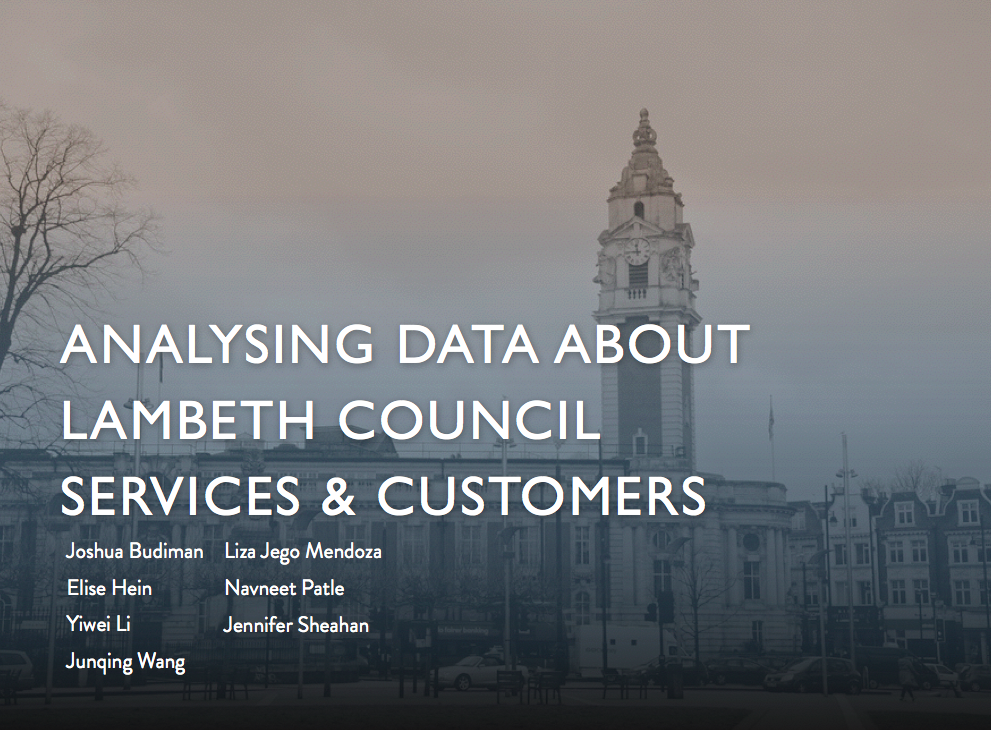 ANALYSING DATA ABOUT
LAMBETH COUNCIL
SERVICES & CUSTOMERS
Joshua Budiman Liza Jego Mendoza
Elise Hein Navneet Patle
Yiwei Li Jennifer Sheahan
Junqing Wang